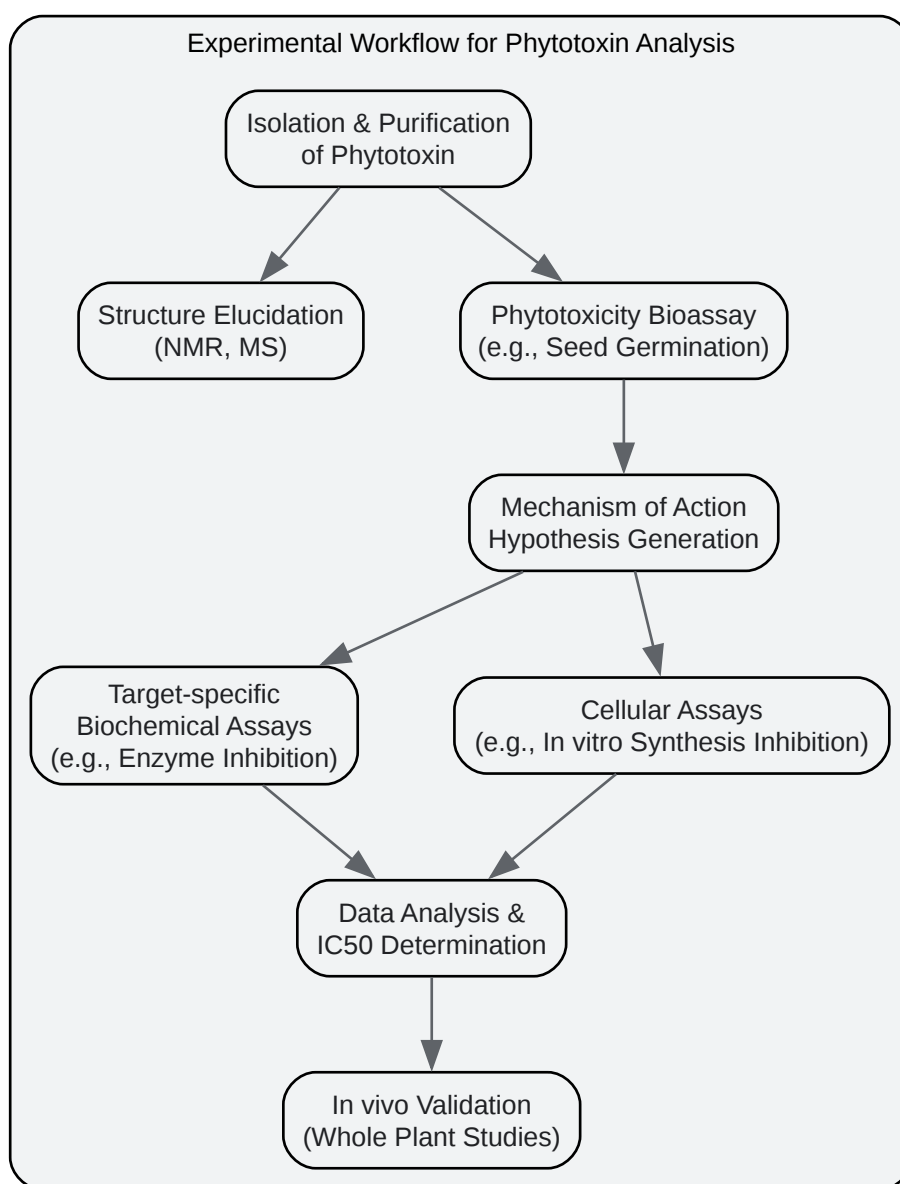 Experimental Workflow for Phytotoxin Analysis
Isolation & Purification
of Phytotoxin
Structure Elucidation
(NMR, MS)
Phytotoxicity Bioassay
(e.g., Seed Germination)
Mechanism of Action
Hypothesis Generation
Target-specific
Biochemical Assays
(e.g., Enzyme Inhibition)
Cellular Assays
(e.g., In vitro Synthesis Inhibition)
Data Analysis &
IC50 Determination
In vivo Validation
(Whole Plant Studies)